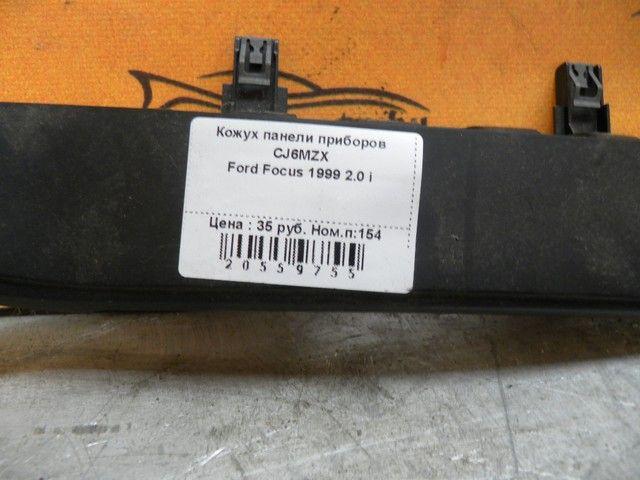 Кожух панели приборов
CJ6MZX
Ford Focus 1999 2.0 i
Цена : 35 руб. Ном.п:154
20559755